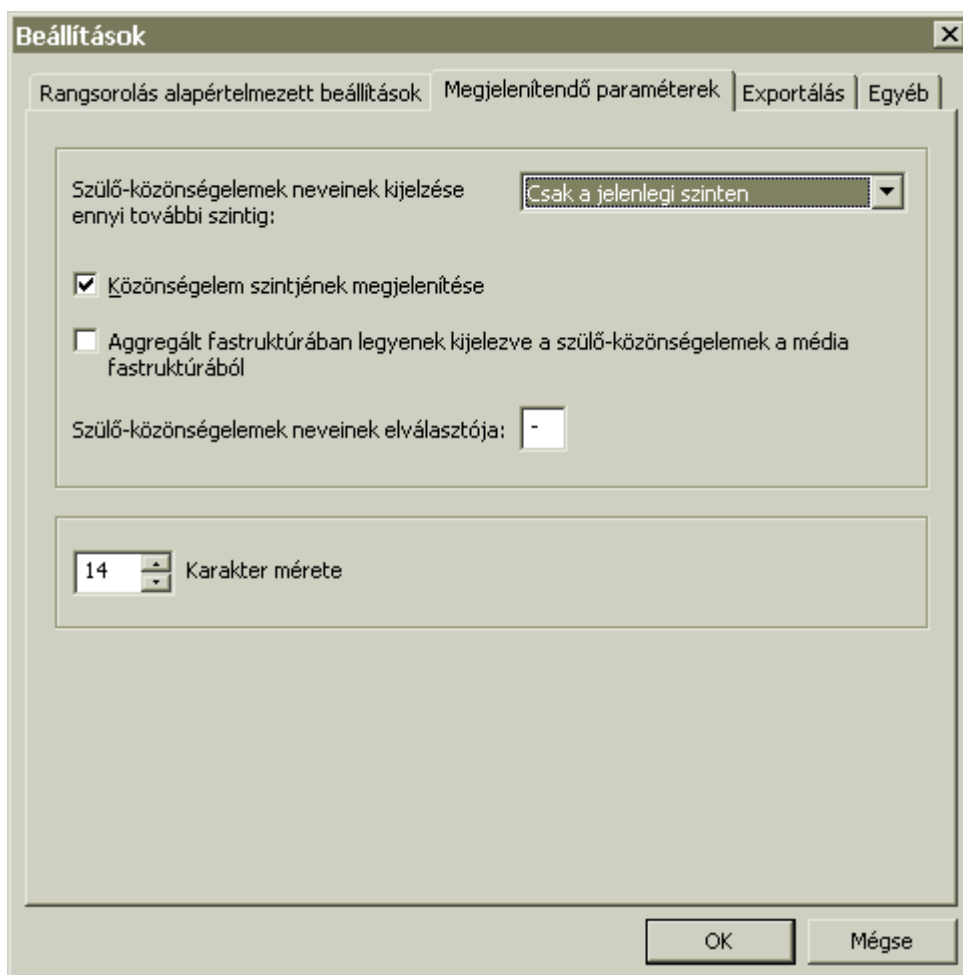 Beállítások
Rangsorolás alapértelmezett beállítások
Megjelenítendő paraméterek
Exportálás
Egyéb
Szülő-közönségelemek neveinek kijelzése
ennyi további szintig:
Csak a jelenlegi szinten
Közönségelem szintjének megjelenítése
Aggregált fastruktúrában legyenek kijelezve a szülő-közönségelemek a média
fastruktúrából
Szülő-közönségelemek neveinek elválasztója:
-
14
Karakter mérete
OK
Mégse